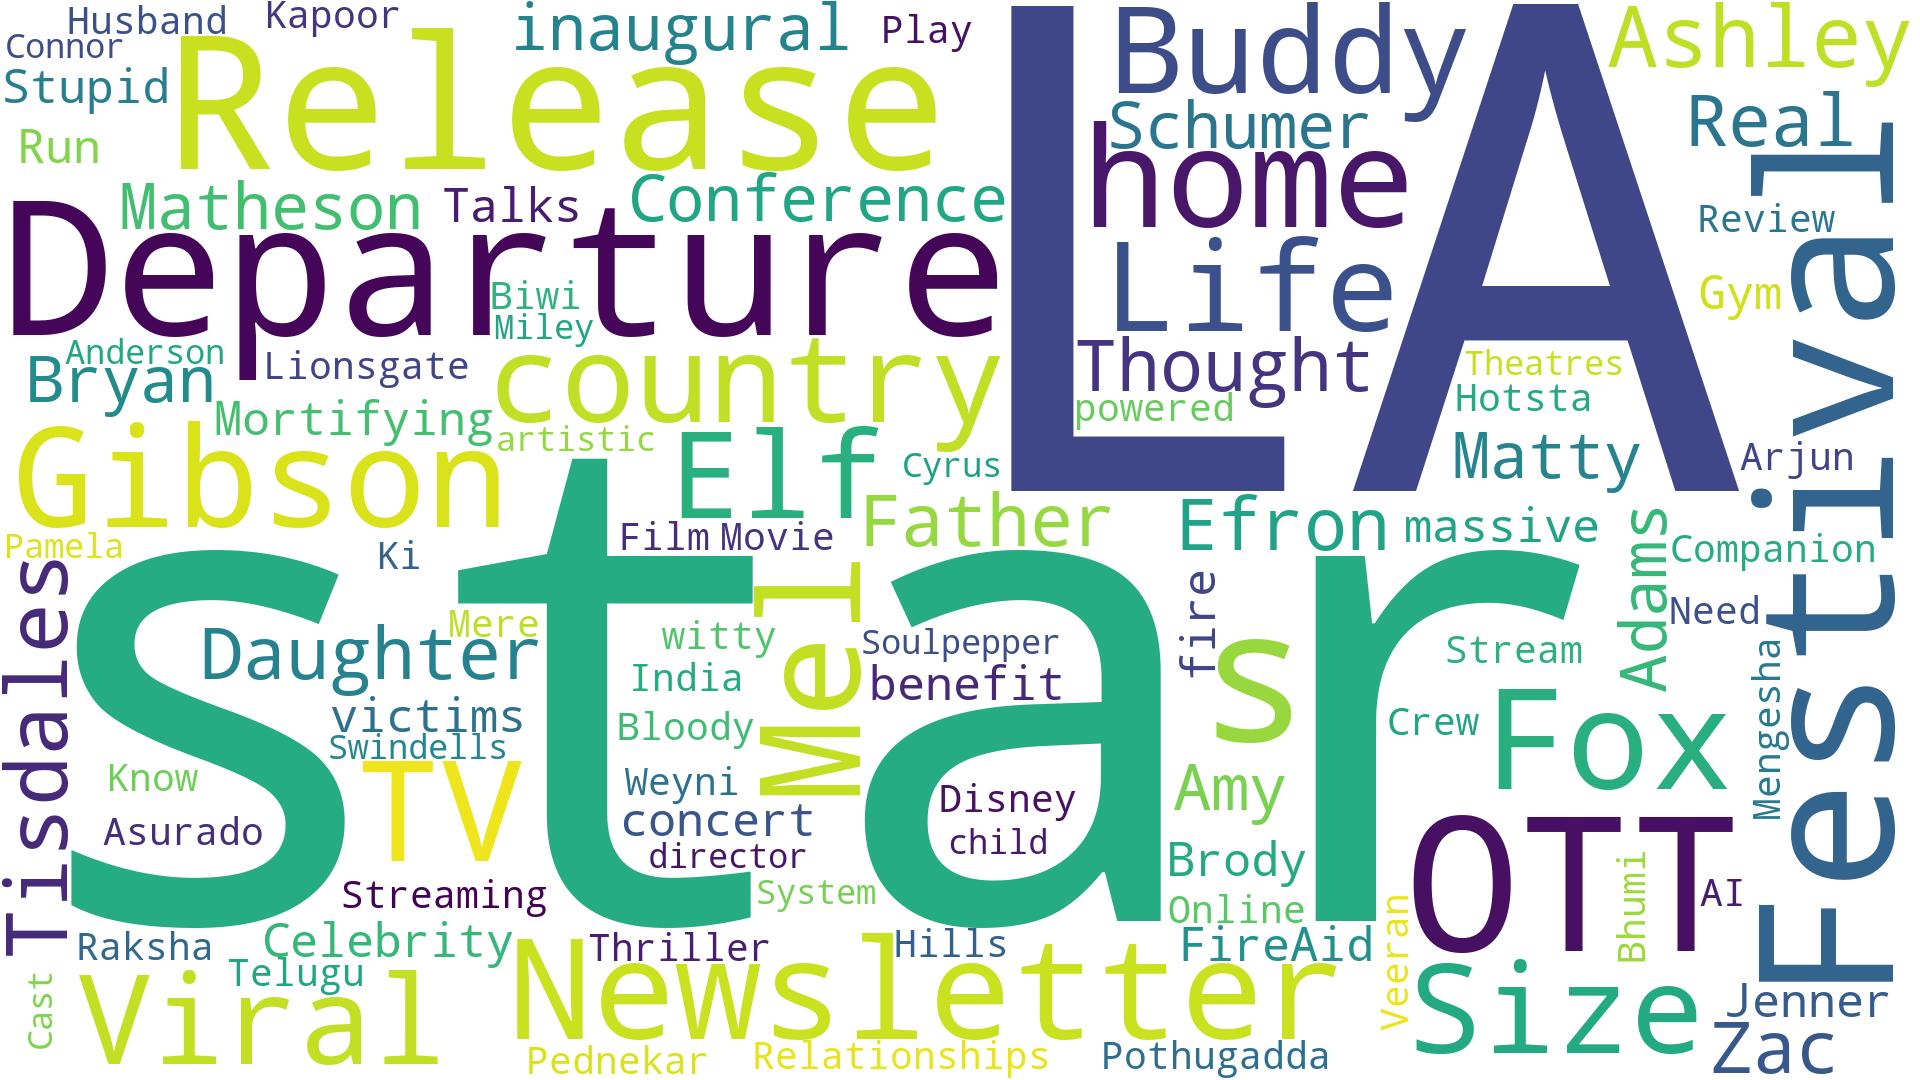 Husband
Kapoor
inaugural
Play
LA
Buddy
Ashley
Connor
Stupid
Release
Schumer
Real
Run
home
Matheson
Talks
Conference
Review
Departure
Life
Gym
Biwi
Miley
Anderson
Bryan
Lionsgate
country
Thought
Theatres
powered
Hotsta
Mortifying
artistic
Elf
Cyrus
Matty
Arjun
Festival
Gibson
Father
Efron
massive
Adams
Companion
Pamela
Ki
Film
Movie
star
Tisdales
Mere
Mel
fire
Need
Daughter
witty
Soulpepper
s
Stream
India
benefit
Mengesha
victims
Bloody
Crew
Fox
Swindells
Know
TV
Weyni
Disney
Amy
Asurado
concert
director
child
Brody
OTT
Streaming
System
Online
Bhumi
AI
Raksha
Celebrity
Thriller
Hills
FireAid
Veeran
Cast
Viral
Telugu
Newsletter
Size
Jenner
Pednekar
Relationships
Pothugadda
Zac